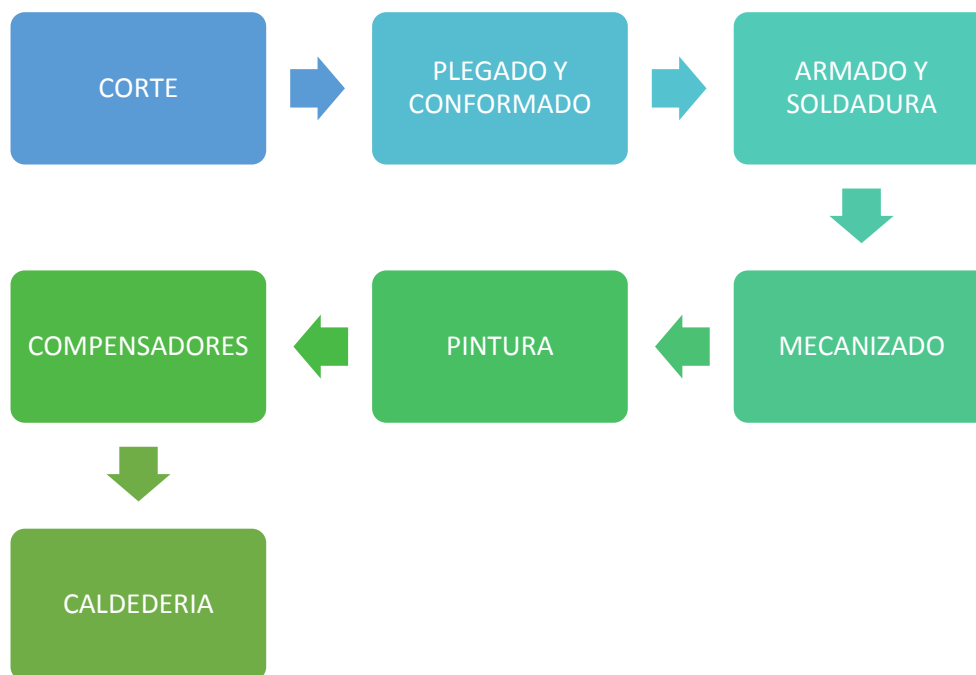 CORTE
PLEGADO Y
CONFORMADO
ARMADO Y
SOLDADURA
MECANIZADO
PINTURA
COMPENSADORES
CALDEDERIA